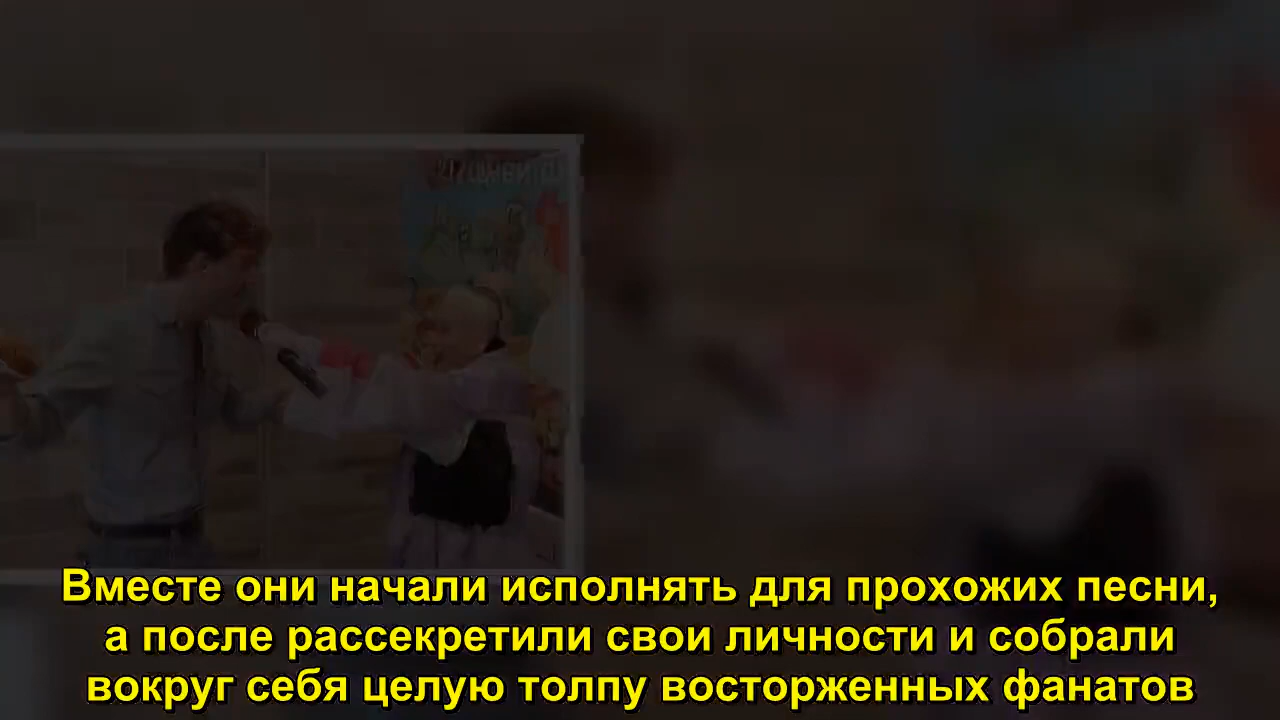 Вместе они начали исполнять для прохожих песни,
а после рассекретили свои личности и собрали
вокруг себя целую толпу восторженных фанатов